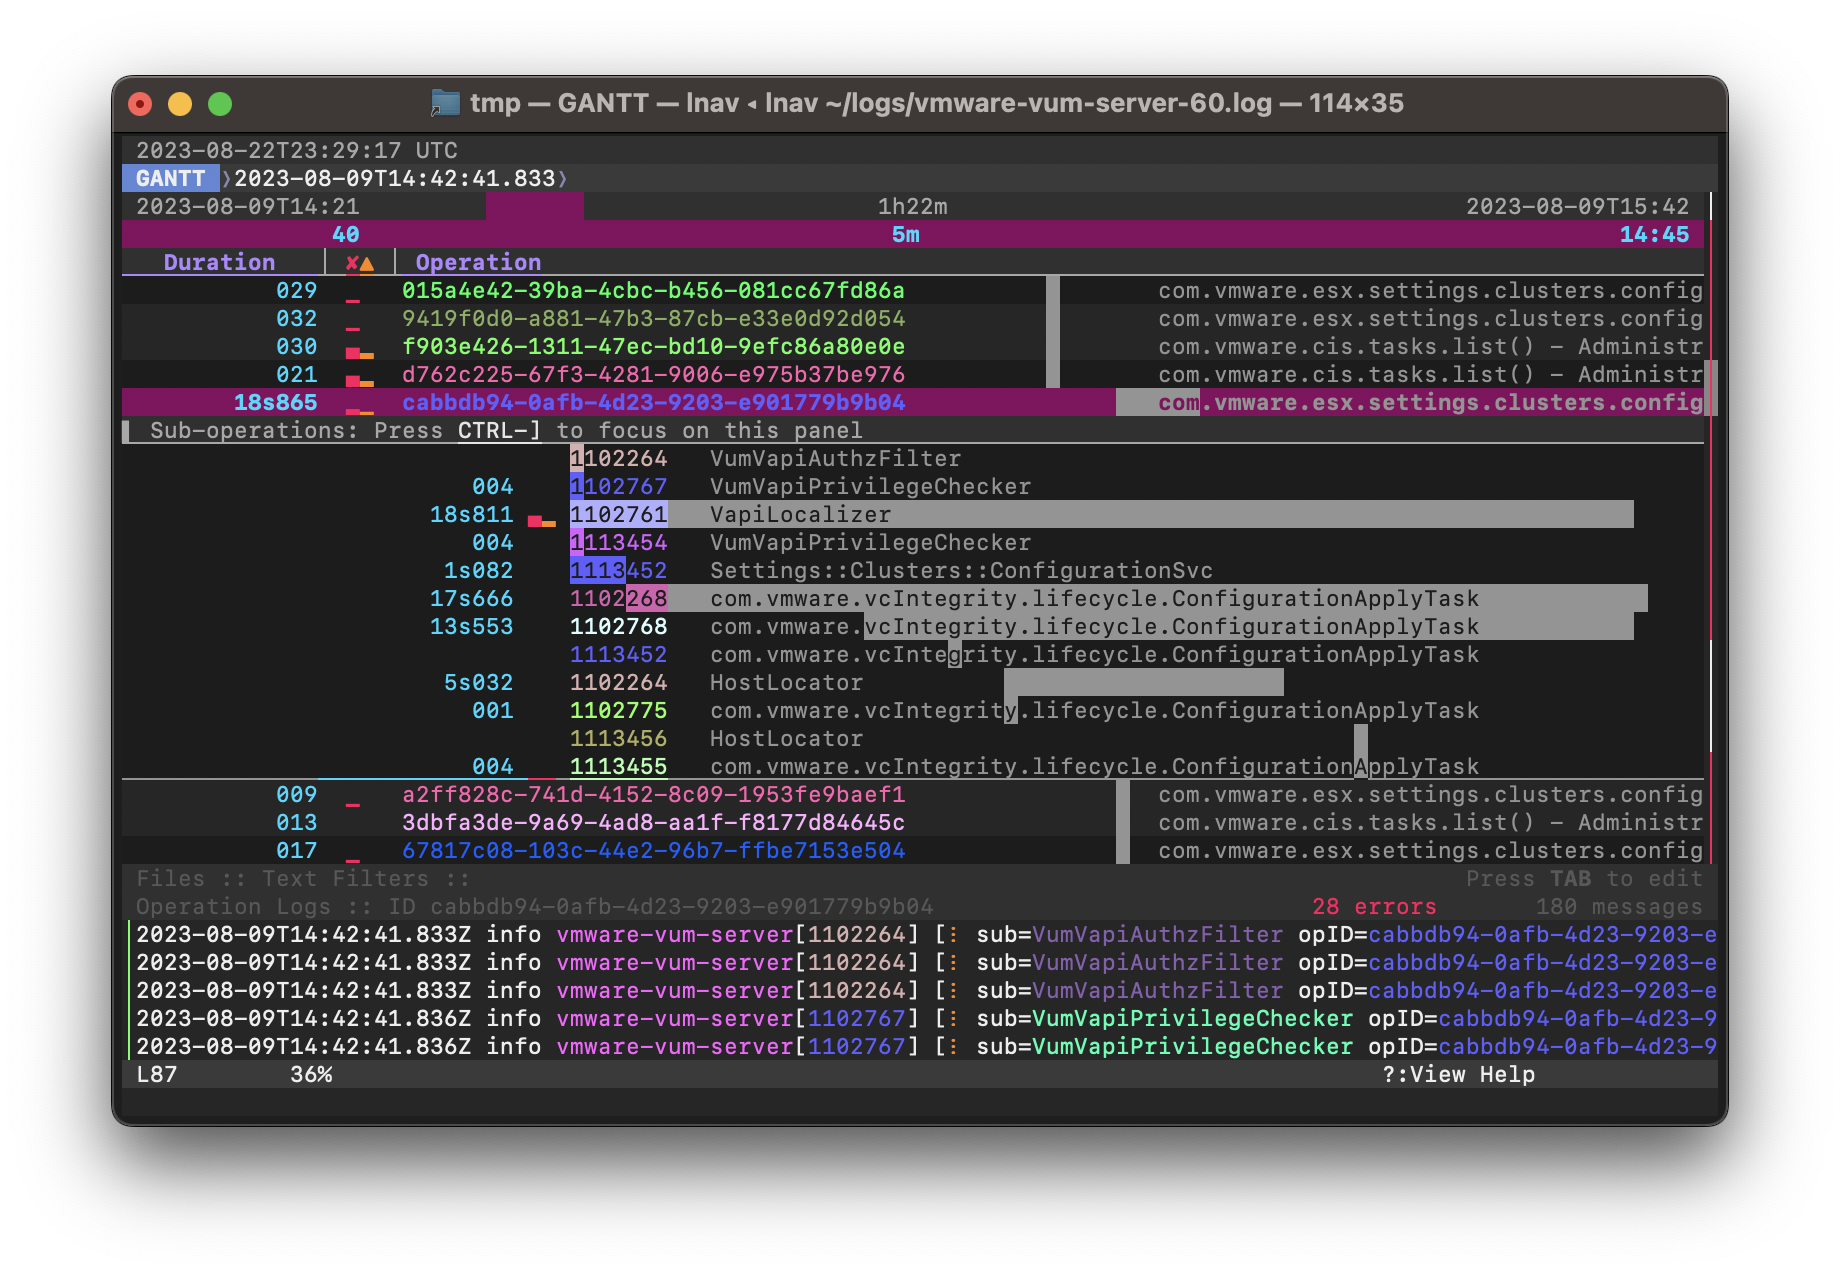 tmp — GANTT — lnav ◂ lnav ~/logs/vmware-vum-server-60.log — 114×35
2023-08-22T23:29:17 UTC
GANTT ⟩2023-08-09T14:42:41.833⟩
2023-08-09T14:21 1h22m 2023-08-09T15:42
40 5m 14:45
Duration ✘▲ Operation
029 015a4e42-39ba-4cbc-b456-081cc67fd86a com.vmware.esx.settings.clusters.config
032 9419f0d0-a881-47b3-87cb-e33e0d92d054 com.vmware.esx.settings.clusters.config
030 f903e426-1311-47ec-bd10-9efc86a80e0e com.vmware.cis.tasks.list() - Administr
021 d762c225-67f3-4281-9006-e975b37be976 com.vmware.cis.tasks.list() - Administr
18s865 cabbdb94-0afb-4d23-9203-e901779b9b04 com.vmware.esx.settings.clusters.config
Sub-operations: Press CTRL-] to focus on this panel
1102264 VumVapiAuthzFilter
004 1102767 VumVapiPrivilegeChecker
18s811 1102761 VapiLocalizer
004 1113454 VumVapiPrivilegeChecker
1s082 1113452 Settings::Clusters::ConfigurationSvc
17s666 1102268 com.vmware.vcIntegrity.lifecycle.ConfigurationApplyTask
13s553 1102768 com.vmware.vcIntegrity.lifecycle.ConfigurationApplyTask
1113452 com.vmware.vcIntegrity.lifecycle.ConfigurationApplyTask
5s032 1102264 HostLocator
001 1102775 com.vmware.vcIntegrity.lifecycle.ConfigurationApplyTask
1113456 HostLocator
004 1113455 com.vmware.vcIntegrity.lifecycle.ConfigurationApplyTask
009 a2ff828c-741d-4152-8c09-1953fe9baef1 com.vmware.esx.settings.clusters.config
013 3dbfa3de-9a69-4ad8-aa1f-f8177d84645c com.vmware.cis.tasks.list() - Administr
017 67817c08-103c-44e2-96b7-ffbe7153e504 com.vmware.esx.settings.clusters.config
Files :: Text Filters :: Press TAB to edit
Operation Logs :: ID cabbdb94-0afb-4d23-9203-e901779b9b04 28 errors 180 messages
2023-08-09T14:42:41.833Z info vmware-vum-server[1102264] [⋮ sub=VumVapiAuthzFilter opID=cabbdb94-0afb-4d23-9203-e
2023-08-09T14:42:41.833Z info vmware-vum-server[1102264] [⋮ sub=VumVapiAuthzFilter opID=cabbdb94-0afb-4d23-9203-e
2023-08-09T14:42:41.833Z info vmware-vum-server[1102264] [⋮ sub=VumVapiAuthzFilter opID=cabbdb94-0afb-4d23-9203-e
2023-08-09T14:42:41.836Z info vmware-vum-server[1102767] [⋮ sub=VumVapiPrivilegeChecker opID=cabbdb94-0afb-4d23-9
2023-08-09T14:42:41.836Z info vmware-vum-server[1102767] [⋮ sub=VumVapiPrivilegeChecker opID=cabbdb94-0afb-4d23-9
L87 36% ?:View Help